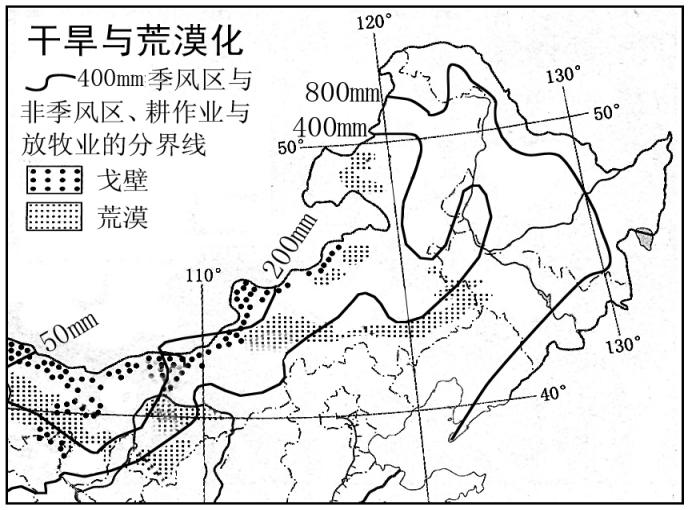 干旱与荒漠化
400mm季风区与
非季风区、耕作业与
放牧业的分界线
戈壁
荒漠
120°
130°
800mm
50°
400mm
50°
200mm
110°
50mm
130°
40°